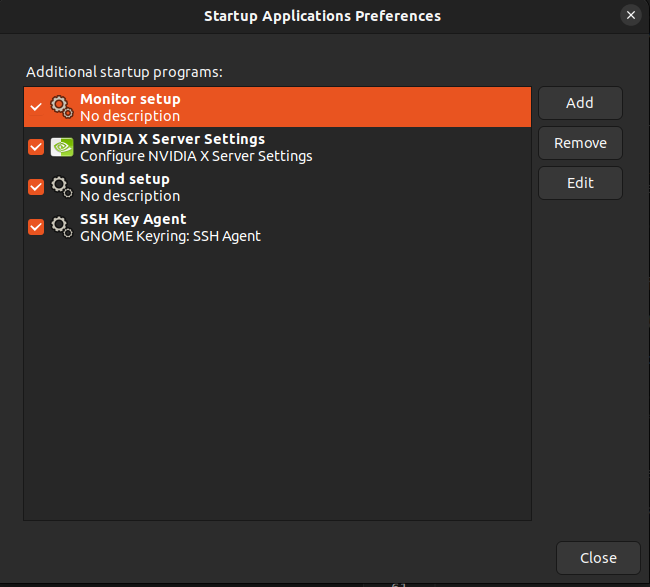 Startup Applications Preferences
Additional startup programs:
Monitor setup
No description
NVIDIA X Server Settings
Configure NVIDIA X Server Settings
Sound setup
No description
SSH Key Agent
GNOME Keyring: SSH Agent
Add
Remove
Edit
Close